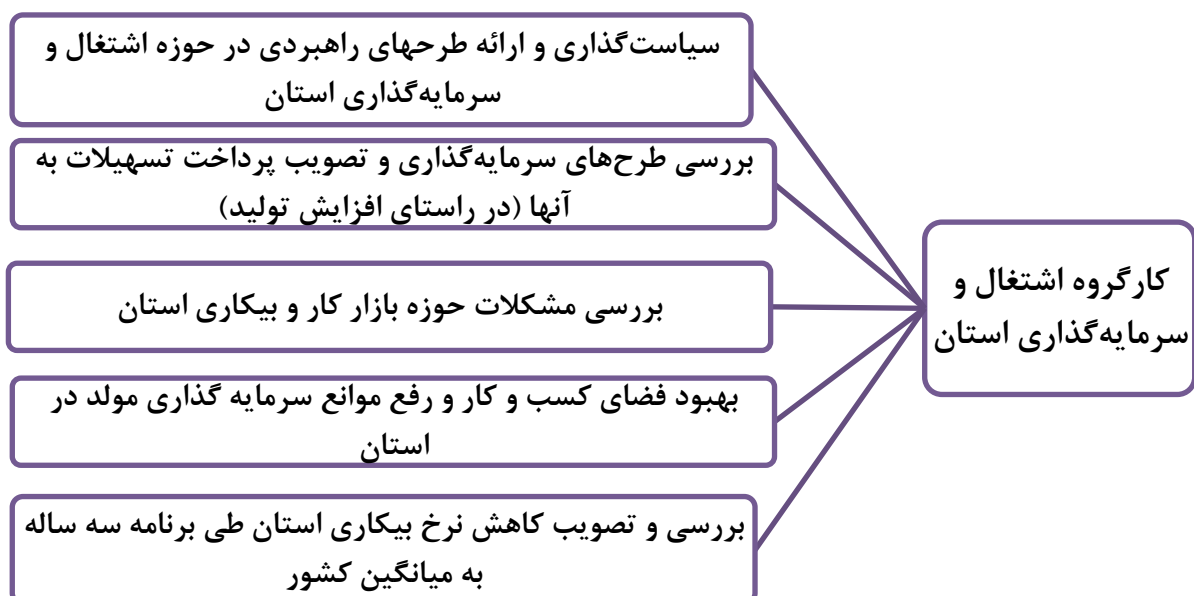 کارگروه اشتغال و
سرمایه‌گذاری استان
سیاست‌گذاری و ارائه طرحهای راهبردی در حوزه اشتغال و
سرمایه‌گذاری استان
بررسی طرح‌های سرمایه‌گذاری و تصویب پرداخت تسهیلات به
آنها (در راستای افزایش تولید)
بررسی مشکلات حوزه بازار کار و بیکاری استان
بهبود فضای کسب و کار و رفع موانع سرمایه گذاری مولد در
استان
بررسی و تصویب کاهش نرخ بیکاری استان طی برنامه سه ساله
به میانگین کشور